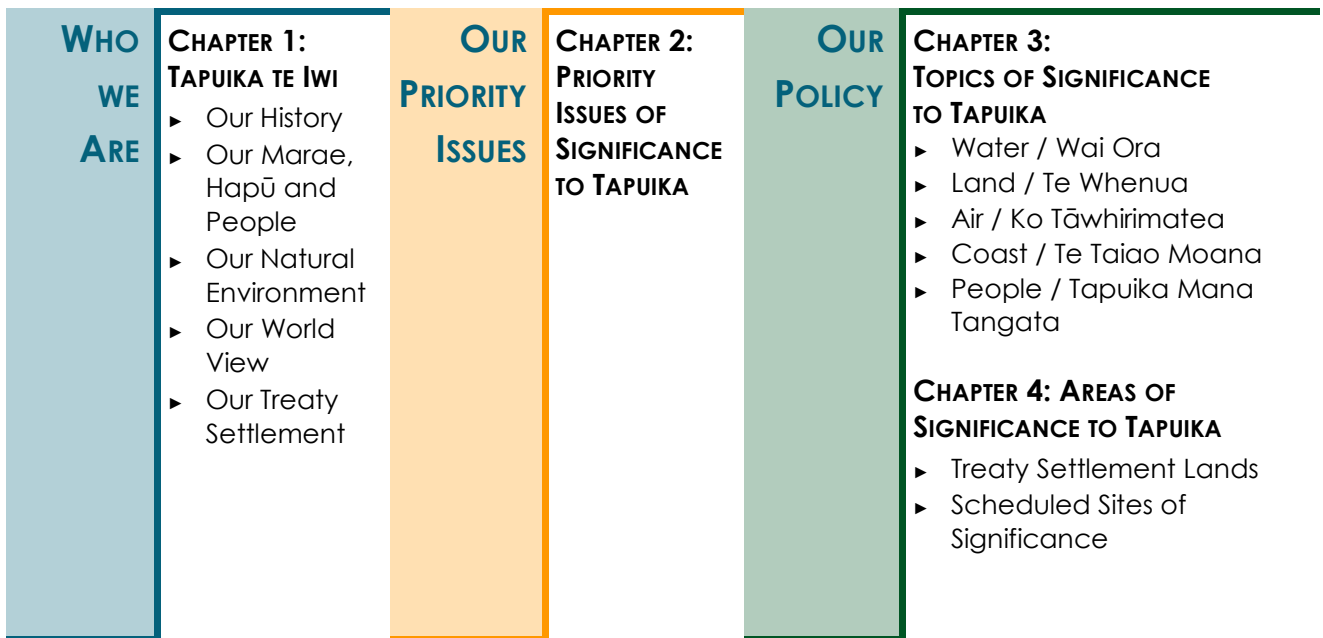 WHO
WE
ARE
CHAPTER 1:
TAPUIKA TE IWI
► Our History
► Our Marae,
Hapū and
People
► Our Natural
Environment
► Our World
View
► Our Treaty
Settlement
OUR
PRIORITY
ISSUES
CHAPTER 2:
PRIORITY
ISSUES OF
SIGNIFICANCE
TO TAPUIKA
OUR
POLICY
CHAPTER 3:
TOPICS OF SIGNIFICANCE
TO TAPUIKA
► Water / Wai Ora
► Land / Te Whenua
► Air / Ko Tāwhirimatea
► Coast / Te Taiao Moana
► People / Tapuika Mana
Tangata
CHAPTER 4: AREAS OF
SIGNIFICANCE TO TAPUIKA
► Treaty Settlement Lands
► Scheduled Sites of
Significance